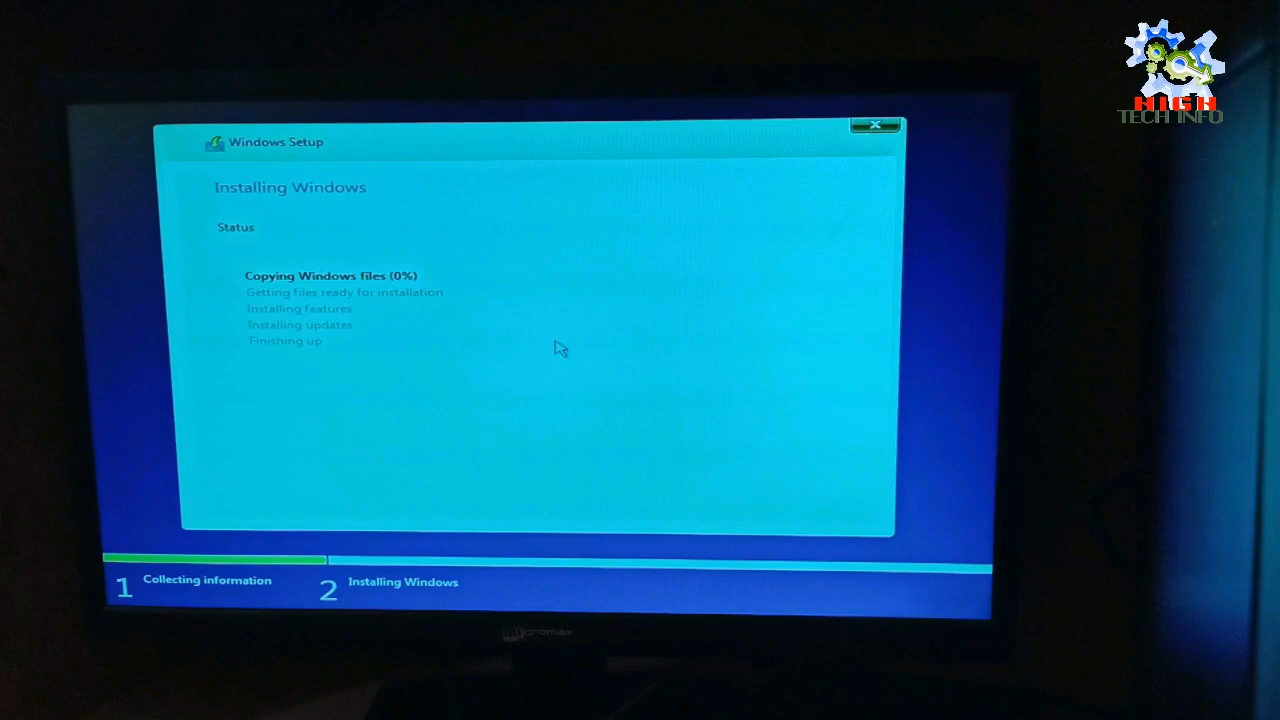 HIGH
TECH INFO
Windows Setup
Installing Windows
Status
Copying Windows files (0%)
Getting files ready for installation
Installing features
Installing updates
Finishing up
1 Collecting information
2 Installing Windows
micromax